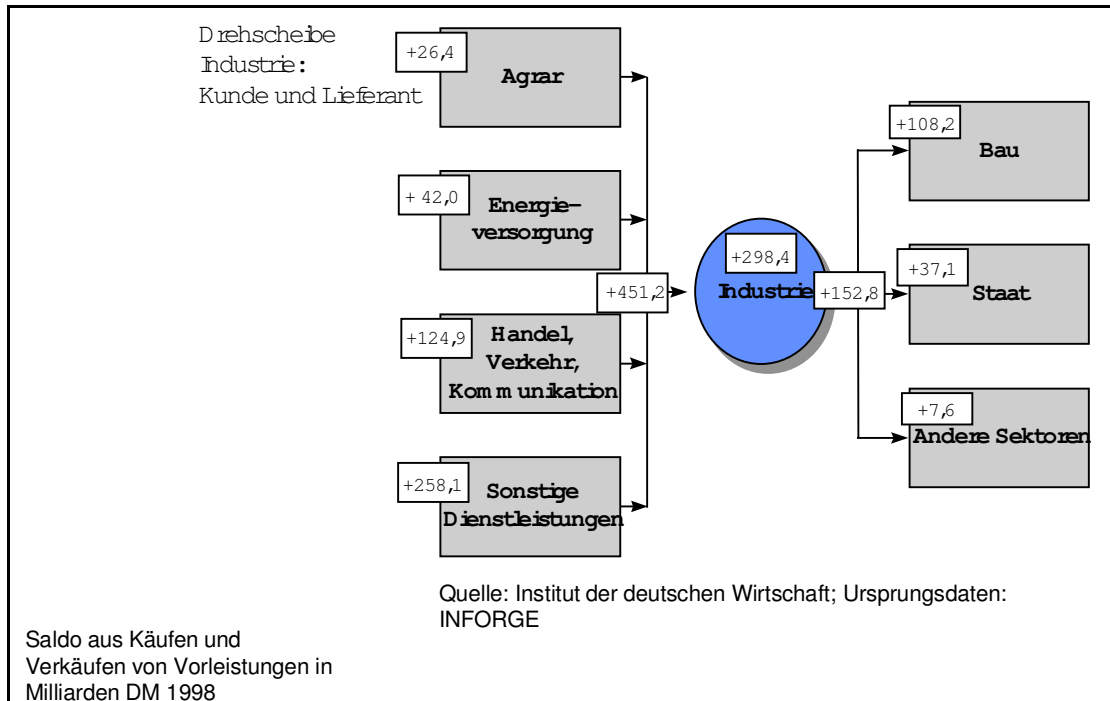 Drehscheibe
Industrie:
Kunde und Lieferant
+26,4
Agrar
+ 42,0
Energie-
versorgung
+124,9
Handel,
Verkehr,
Kommunikation
+258,1
Sonstige
Dienstleistungen
+451,2
+298,4
Industrie
+152,8
+108,2
Bau
+37,1
Staat
+7,6
Andere Sektoren
Quelle: Institut der deutschen Wirtschaft; Ursprungsdaten:
INFORGE
Saldo aus Käufen und
Verkäufen von Vorleistungen in
Milliarden DM 1998